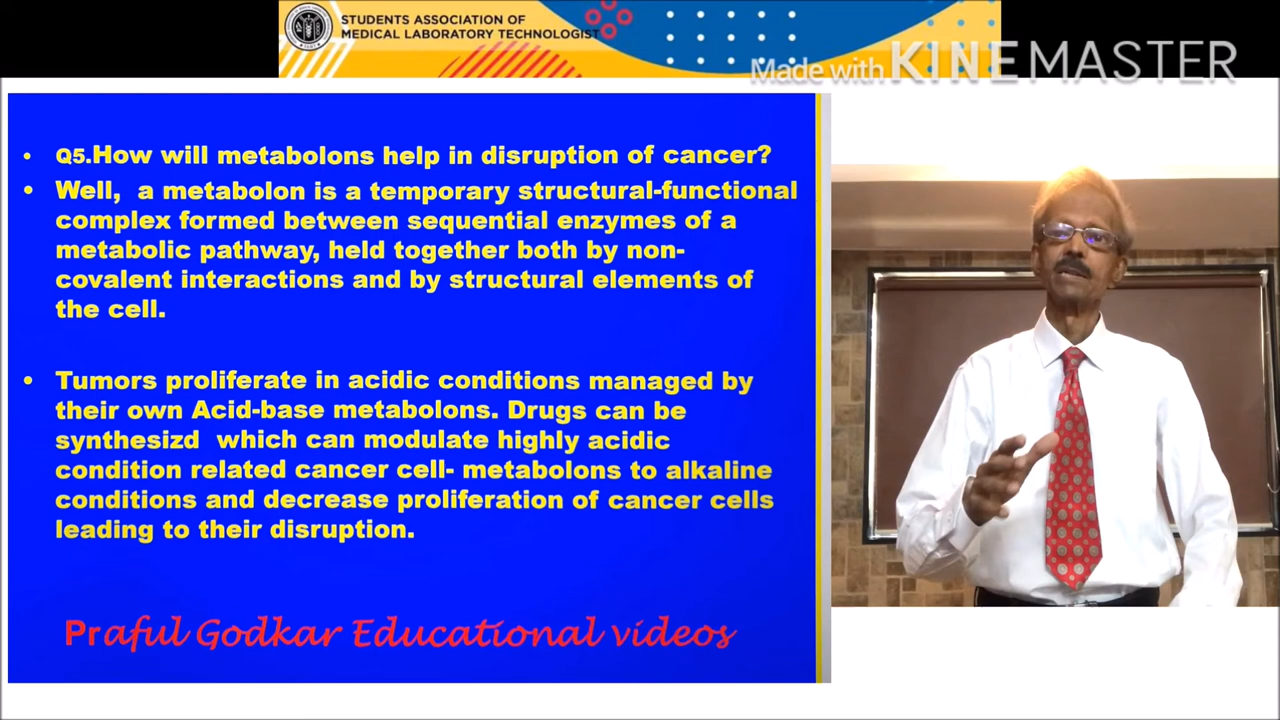 STUDENTS ASSOCIATION OF
MEDICAL LABORATORY TECHNOLOGIST
Made with KINEMASTER
• Q5.How will metabolons help in disruption of cancer?
• Well, a metabolon is a temporary structural-functional
complex formed between sequential enzymes of a
metabolic pathway, held together both by non-
covalent interactions and by structural elements of
the cell.
• Tumors proliferate in acidic conditions managed by
their own Acid-base metabolons. Drugs can be
synthesizd which can modulate highly acidic
condition related cancer cell- metabolons to alkaline
conditions and decrease proliferation of cancer cells
leading to their disruption.
Praful Godkar Educational videos